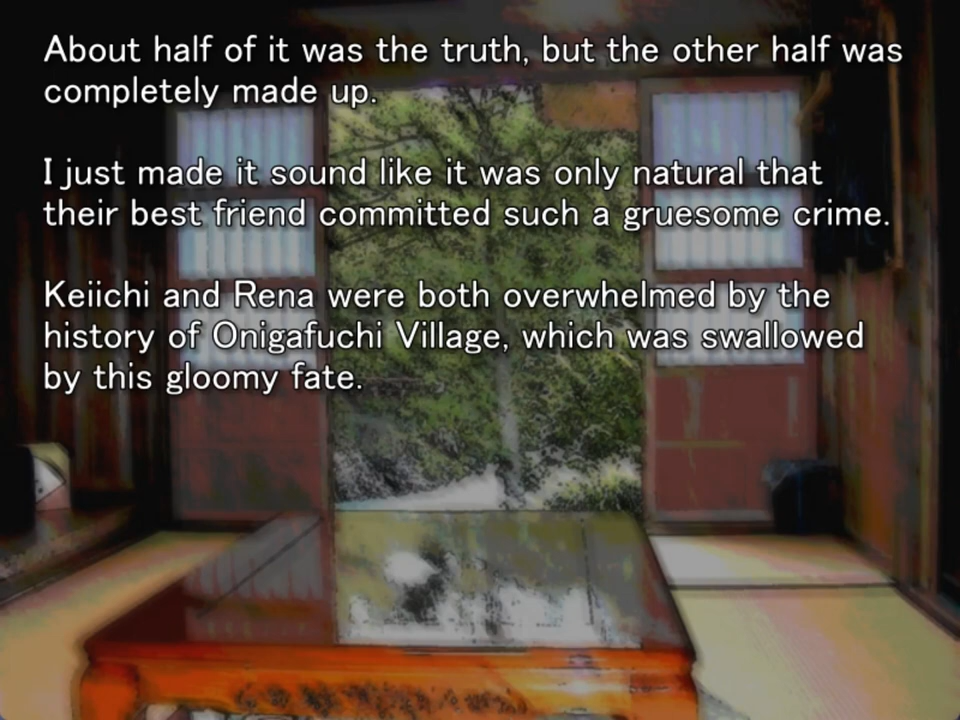 About half of it was the truth, but the other half was
completely made up.
I just made it sound like it was only natural that
their best friend committed such a gruesome crime.
Keiichi and Rena were both overwhelmed by the
history of Onigafuchi Village, which was swallowed
by this gloomy fate.